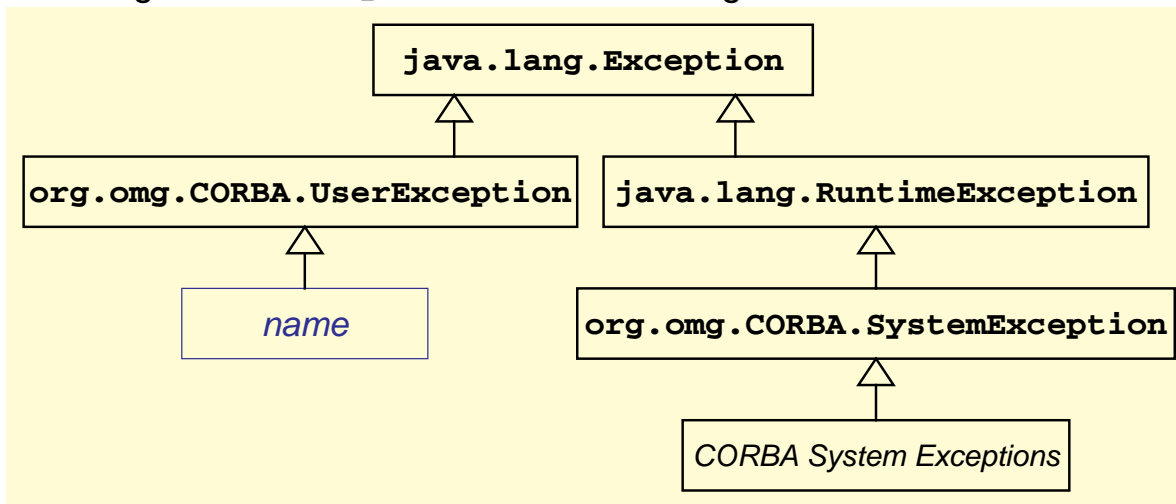 java.lang.Exception
org.omg.CORBA.UserException
java.lang.RuntimeException
name
org.omg.CORBA.SystemException
CORBA System Exceptions